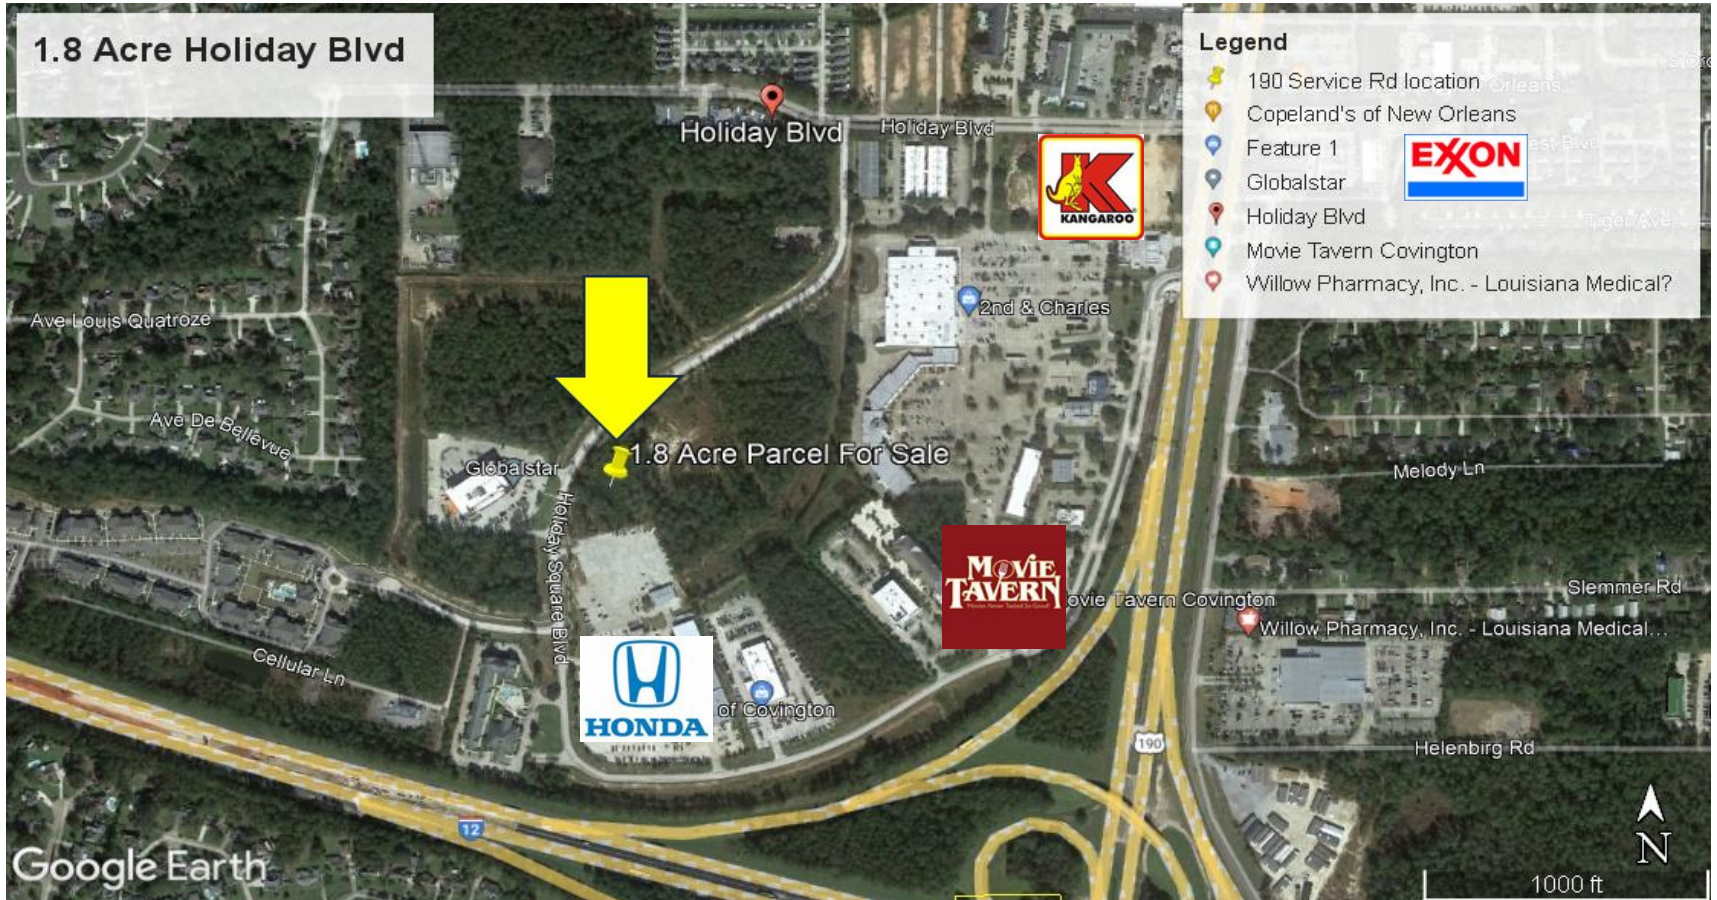 1.8 Acre Holiday Blvd
Legend
190 Service Rd location
Copeland's of New Orleans
Feature 1
Globalstar
Holiday Blvd
Movie Tavern Covington
Willow Pharmacy, Inc. - Louisiana Medical?
EXXON
Orleans...
Tiger Ave...
Holiday Blvd
Holiday Blvd
K
KANGAROO
2nd & Charles
Ave Louis Quatroze
Ave De Bellevue
Globalstar
1.8 Acre Parcel For Sale
Holiday Square Blvd
Melody Ln
MOVIE
TAVERN
ovie Tavern Covington
Slemmer Rd
Willow Pharmacy, Inc. - Louisiana Medical...
Cellular Ln
HONDA
of Covington
190
Helenbirg Rd
12
Google Earth
N
1000 ft